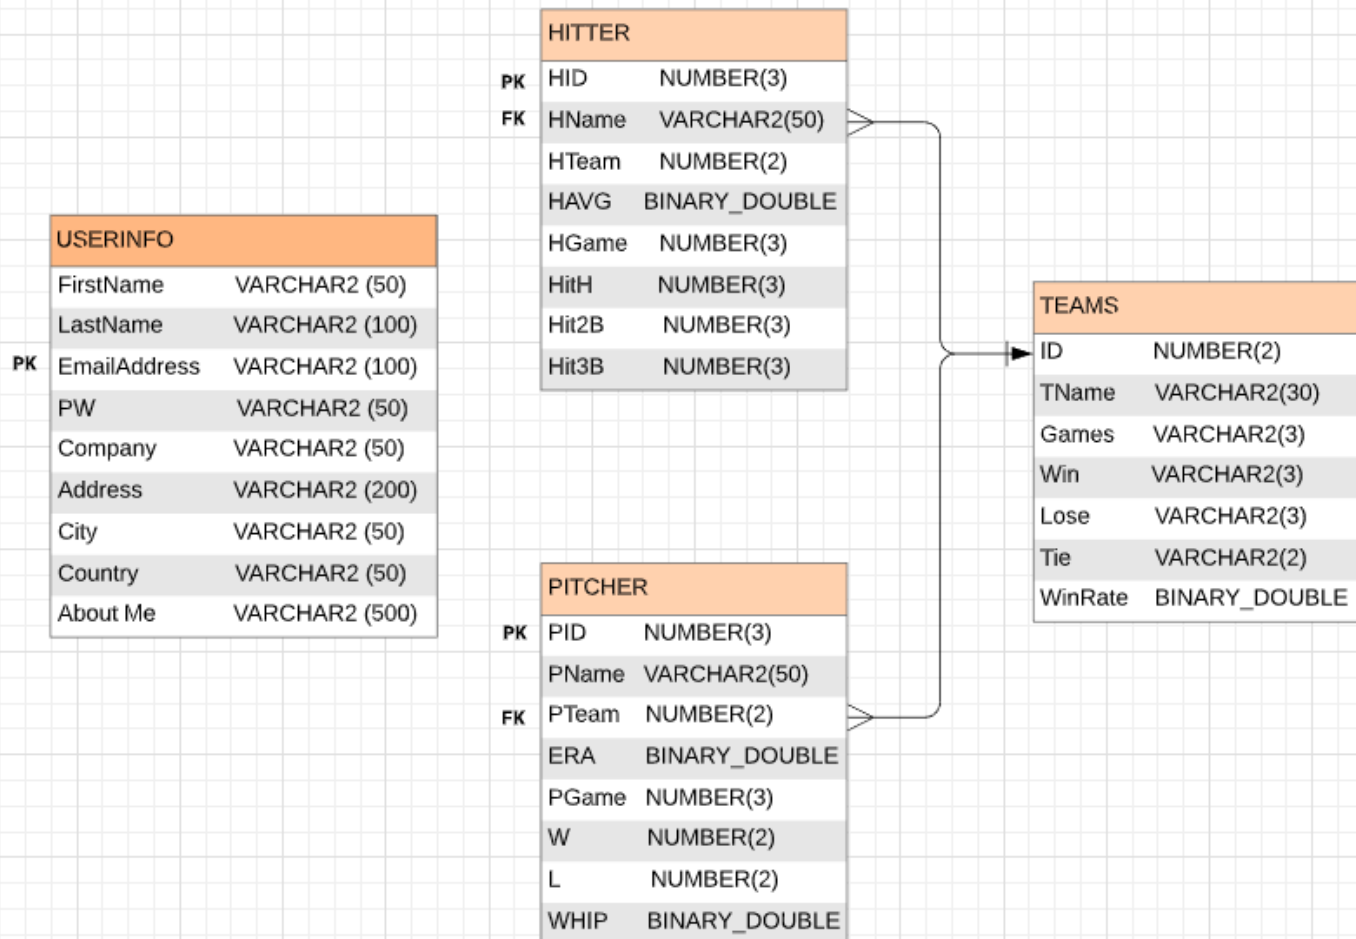 HITTER
PK HID NUMBER(3)
FK HName VARCHAR2(50)
HTeam NUMBER(2)
HAVG BINARY_DOUBLE
HGame NUMBER(3)
HitH NUMBER(3)
Hit2B NUMBER(3)
Hit3B NUMBER(3)
USERINFO
FirstName VARCHAR2 (50)
LastName VARCHAR2 (100)
PK EmailAddress VARCHAR2 (100)
PW VARCHAR2 (50)
Company VARCHAR2 (50)
Address VARCHAR2 (200)
City VARCHAR2 (50)
Country VARCHAR2 (50)
About Me VARCHAR2 (500)
TEAMS
ID NUMBER(2)
TName VARCHAR2(30)
Games VARCHAR2(3)
Win VARCHAR2(3)
Lose VARCHAR2(3)
Tie VARCHAR2(2)
WinRate BINARY_DOUBLE
PITCHER
PK PID NUMBER(3)
PName VARCHAR2(50)
FK PTeam NUMBER(2)
ERA BINARY_DOUBLE
PGame NUMBER(3)
W NUMBER(2)
L NUMBER(2)
WHIP BINARY_DOUBLE